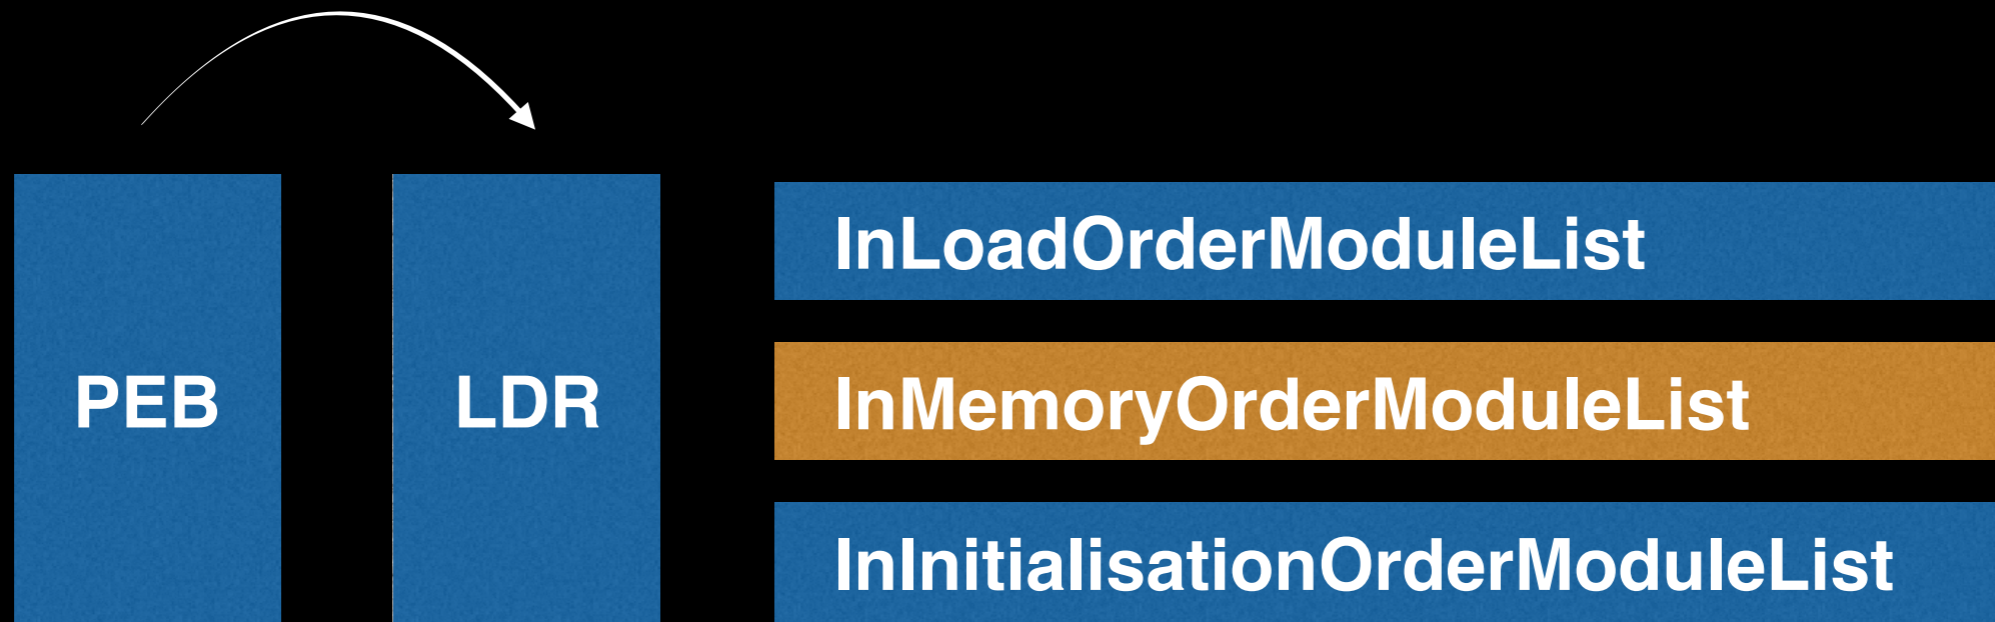 PEB
LDR
InLoadOrderModuleList
InMemoryOrderModuleList
InInitialisationOrderModuleList